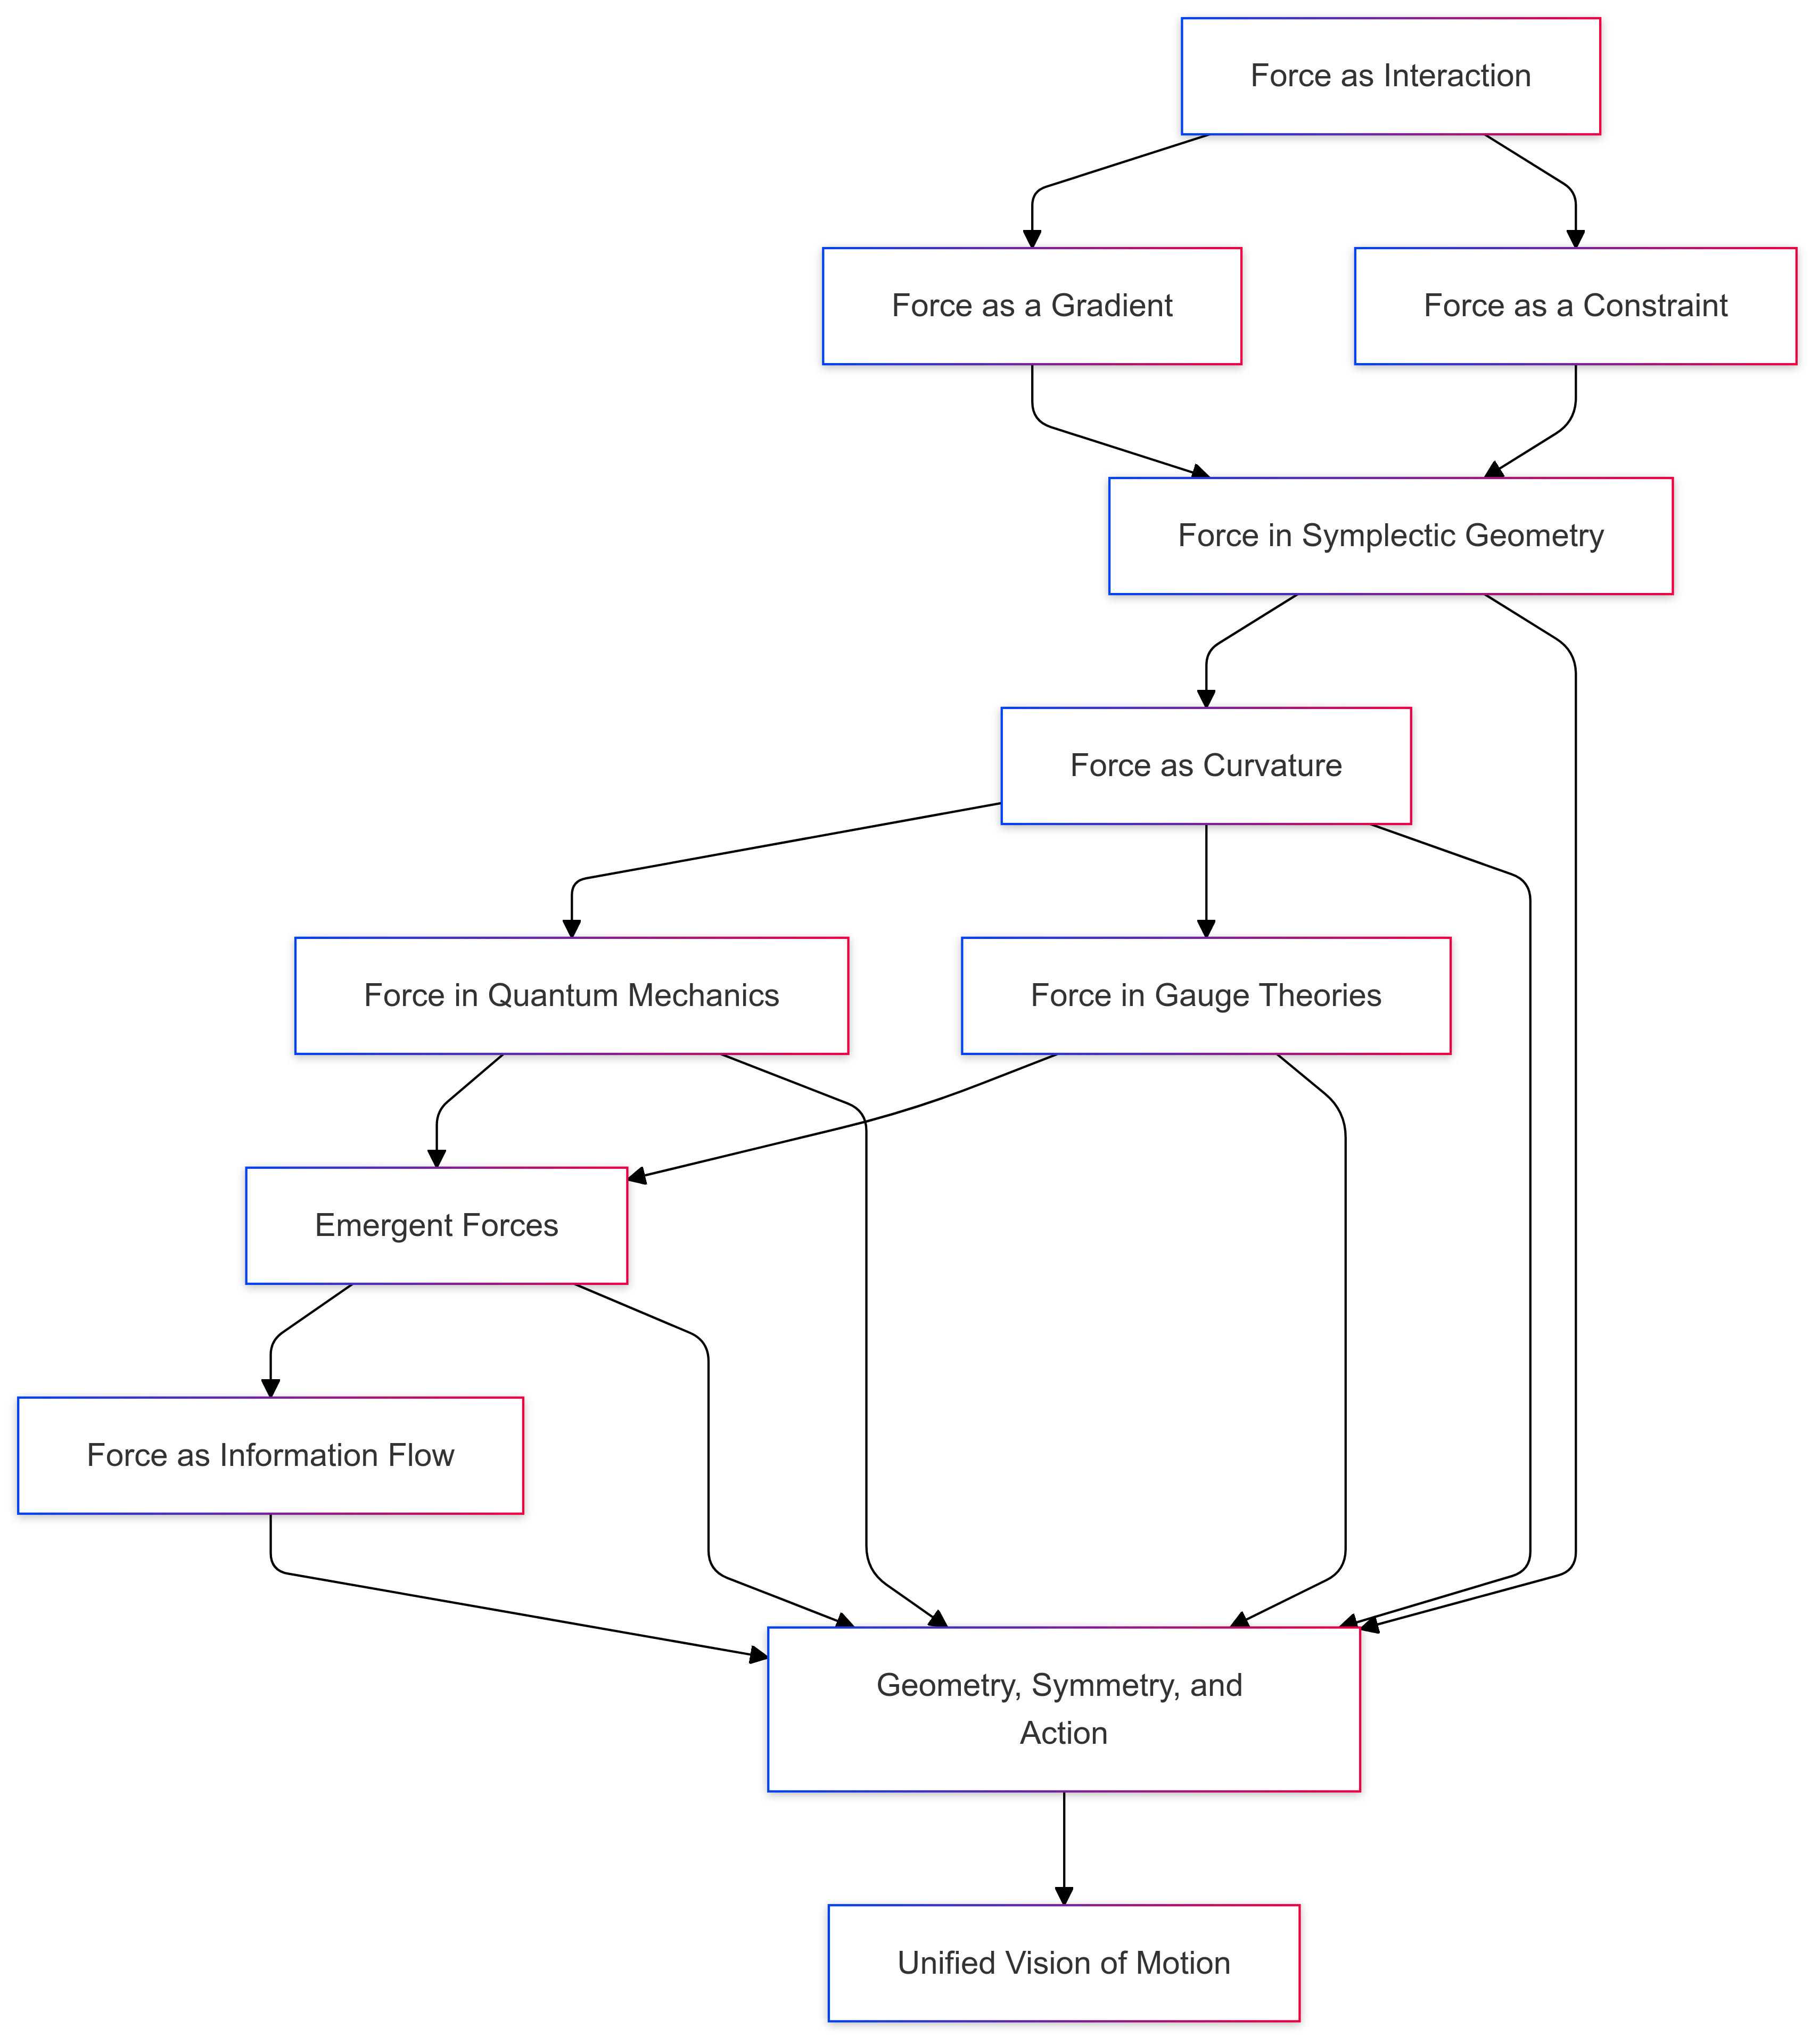 Force as Interaction
Force as a Gradient
Force as a Constraint
Force in Symplectic Geometry
Force as Curvature
Force in Quantum Mechanics
Force in Gauge Theories
Emergent Forces
Force as Information Flow
Geometry, Symmetry, and
Action
Unified Vision of Motion